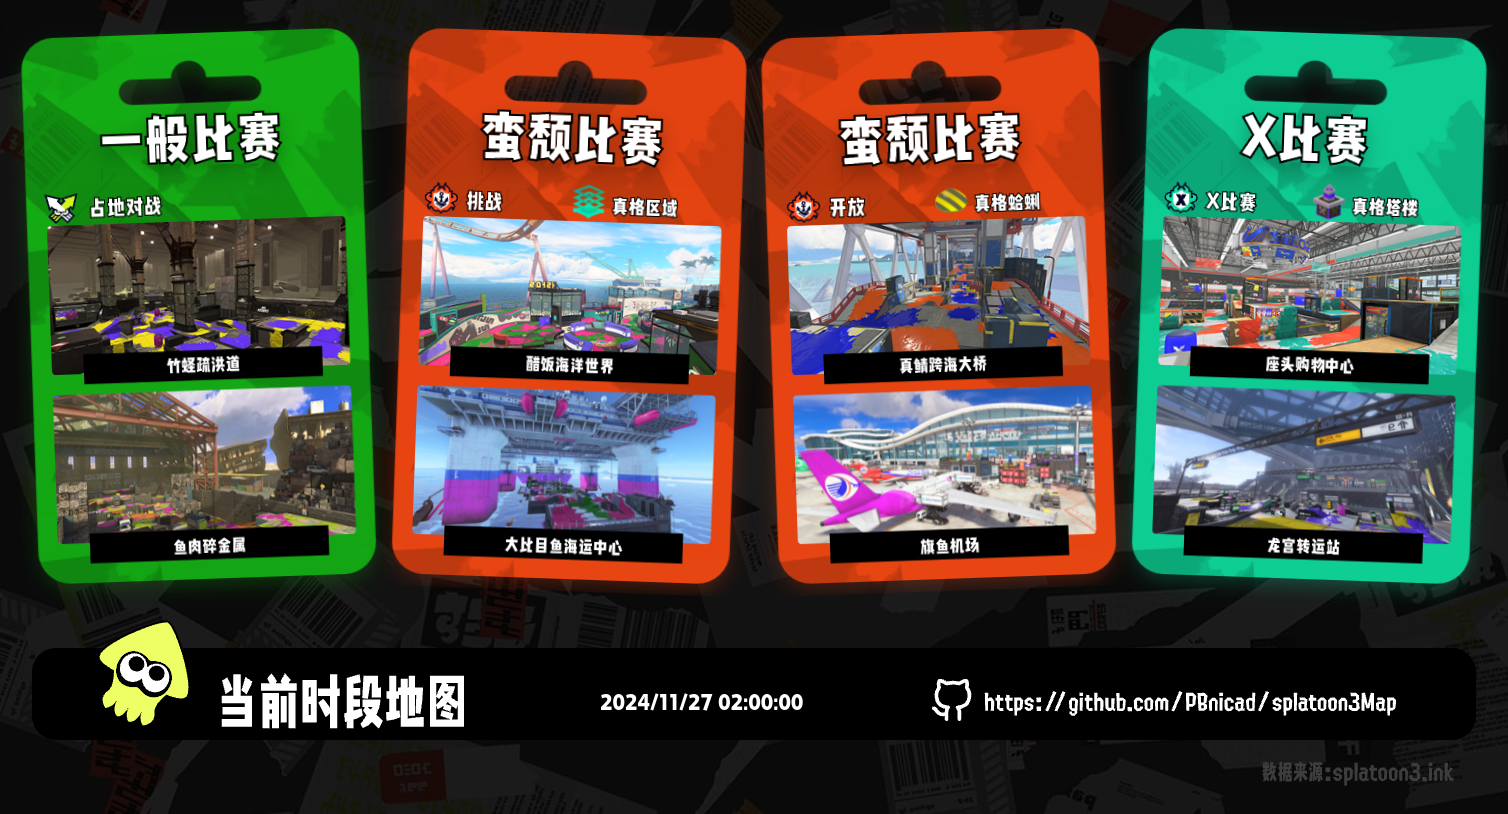 一般比赛
占地对战
竹蛏疏洪道
鱼肉碎金属
蛮颓比赛
挑战
真格区域
醋饭海洋世界
大比目鱼海运中心
蛮颓比赛
开放
真格蛤蜊
真鲷跨海大桥
旗鱼机场
X比赛
X比赛
真格塔楼
座头购物中心
龙宫转运站
当前时段地图
2024/11/27 02:00:00
https://github.com/PBnicad/splatoon3Map
数据来源:splatoon3.ink